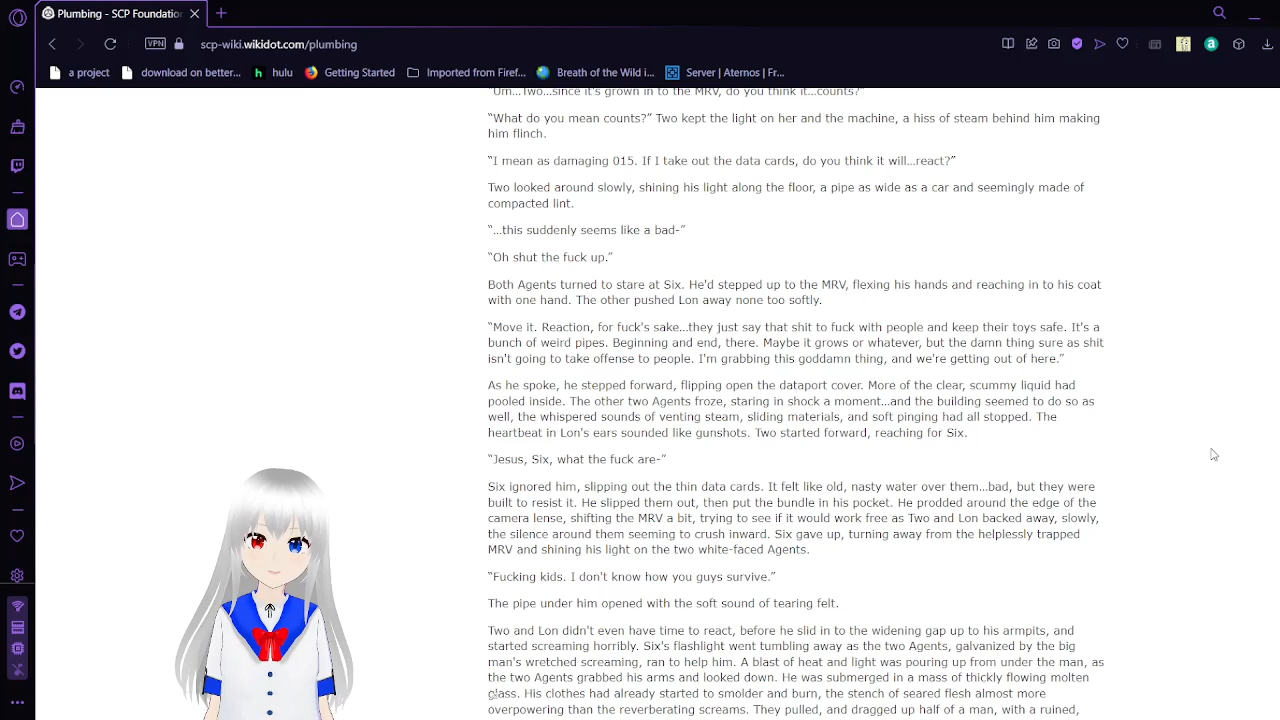 Plumbing - SCP Foundation
scp-wiki.wikidot.com/plumbing
VPN
a project
download on better...
hulu
Getting Started
Imported from Firef...
Breath of the Wild i...
Server | Aternos | Fr...
“Um...Two...since it's grown in to the MRV, do you think it...counts?”
“What do you mean counts?” Two kept the light on her and the machine, a hiss of steam behind him making
him flinch.
“I mean as damaging 015. If I take out the data cards, do you think it will...react?”
Two looked around slowly, shining his light along the floor, a pipe as wide as a car and seemingly made of
compacted lint.
“...this suddenly seems like a bad-”
“Oh shut the fuck up.”
Both Agents turned to stare at Six. He'd stepped up to the MRV, flexing his hands and reaching in to his coat
with one hand. The other pushed Lon away none too softly.
“Move it. Reaction, for fuck's sake...they just say that shit to fuck with people and keep their toys safe. It's a
bunch of weird pipes. Beginning and end, there. Maybe it grows or whatever, but the damn thing sure as shit
isn't going to take offense to people. I'm grabbing this goddamn thing, and we're getting out of here.”
As he spoke, he stepped forward, flipping open the dataport cover. More of the clear, scummy liquid had
pooled inside. The other two Agents froze, staring in shock a moment...and the building seemed to do so as
well, the whispered sounds of venting steam, sliding materials, and soft pinging had all stopped. The
heartbeat in Lon's ears sounded like gunshots. Two started forward, reaching for Six.
“Jesus, Six, what the fuck are-”
Six ignored him, slipping out the thin data cards. It felt like old, nasty water over them...bad, but they were
built to resist it. He slipped them out, then put the bundle in his pocket. He prodded around the edge of the
camera lense, shifting the MRV a bit, trying to see if it would work free as Two and Lon backed away, slowly,
the silence around them seeming to crush inward. Six gave up, turning away from the helplessly trapped
MRV and shining his light on the two white-faced Agents.
“Fucking kids. I don't know how you guys survive.”
The pipe under him opened with the soft sound of tearing felt.
Two and Lon didn't even have time to react, before he slid in to the widening gap up to his armpits, and
started screaming horribly. Six's flashlight went tumbling away as the two Agents, galvanized by the big
man's wretched screaming, ran to help him. A blast of heat and light was pouring up from under the man, as
the two Agents grabbed his arms and looked down. He was submerged in a mass of thickly flowing molten
glass. His clothes had already started to smolder and burn, the stench of seared flesh almost more
overpowering than the reverberating screams. They pulled, and dragged up half of a man, with a ruined,